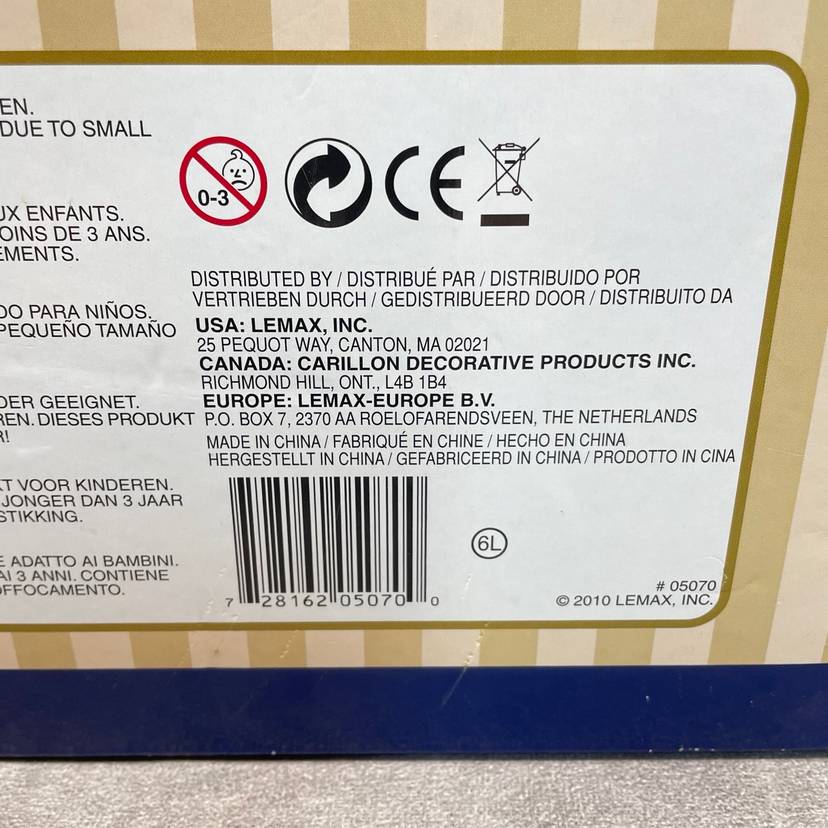 EN.
DUE TO SMALL
UX ENFANTS.
OINS DE 3 ANS.
EMENTS.
DO PARA NIÑOS.
PEQUEÑO TAMAÑO
DER GEEIGNET.
REN. DIESES PRODUKT
R!
KT VOOR KINDEREN.
JONGER DAN 3 JAAR
STIKKING.
E ADATTO AI BAMBINI.
AI 3 ANNI. CONTIENE
OFFOCAMENTO.
0-3
CE
DISTRIBUTED BY / DISTRIBUÉ PAR / DISTRIBUIDO POR
VERTRIEBEN DURCH / GEDISTRIBUEERD DOOR / DISTRIBUITO DA
USA: LEMAX, INC.
25 PEQUOT WAY, CANTON, MA 02021
CANADA: CARILLON DECORATIVE PRODUCTS INC.
RICHMOND HILL, ONT., L4B 1B4
EUROPE: LEMAX-EUROPE B.V.
P.O. BOX 7, 2370 AA ROELOFARENDSVEEN, THE NETHERLANDS
MADE IN CHINA / FABRIQUÉ EN CHINE / HECHO EN CHINA
HERGESTELLT IN CHINA / GEFABRICEERD IN CHINA / PRODOTTO IN CINA
7 28162 05070 0
6L
# 05070
© 2010 LEMAX, INC.